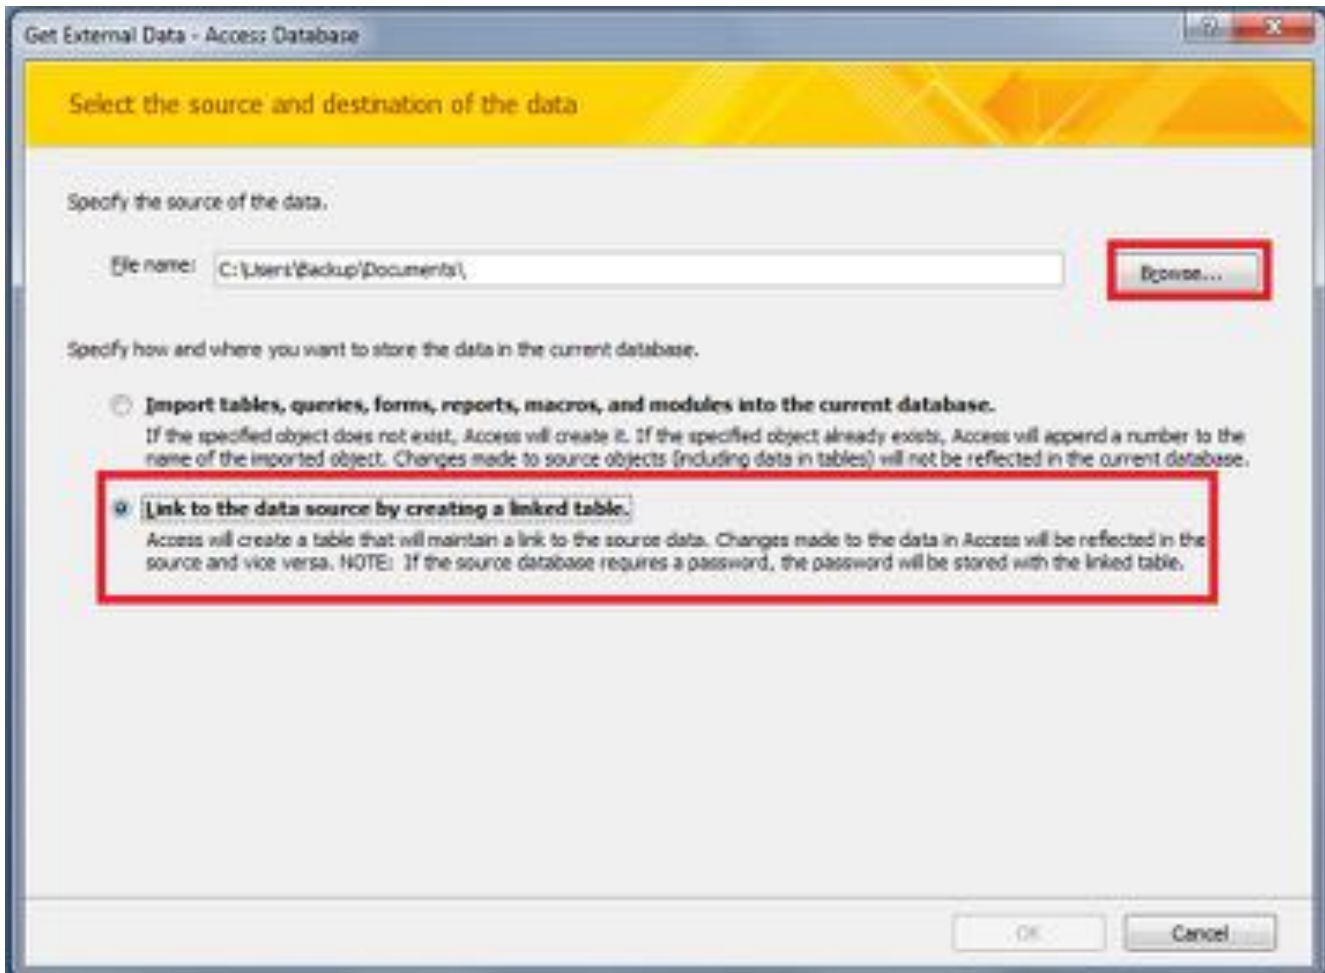 Get External Data - Access Database
Select the source and destination of the data
Specify the source of the data.
File name: C:\Users\Backup\Documents\ Browse...
Specify how and where you want to store the data in the current database.
Import tables, queries, forms, reports, macros, and modules into the current database.
If the specified object does not exist, Access will create it. If the specified object already exists, Access will append a number to the
name of the imported object. Changes made to source objects (including data in tables) will not be reflected in the current database.
Link to the data source by creating a linked table.
Access will create a table that will maintain a link to the source data. Changes made to the data in Access will be reflected in the
source and vice versa. NOTE: If the source database requires a password, the password will be stored with the linked table.
OK Cancel